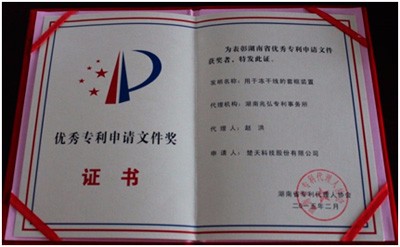 优秀专利申请文件奖
证书
为表彰湖南省优秀专利申请文件
获奖者，特发此证。
发明名称：用于冻干线的套瓶装置
代理机构：湖南兆弘专利事务所
代理人：赵洪
申请人：楚天科技股份有限公司
湖南省专利代理人协会
二〇一五年二月